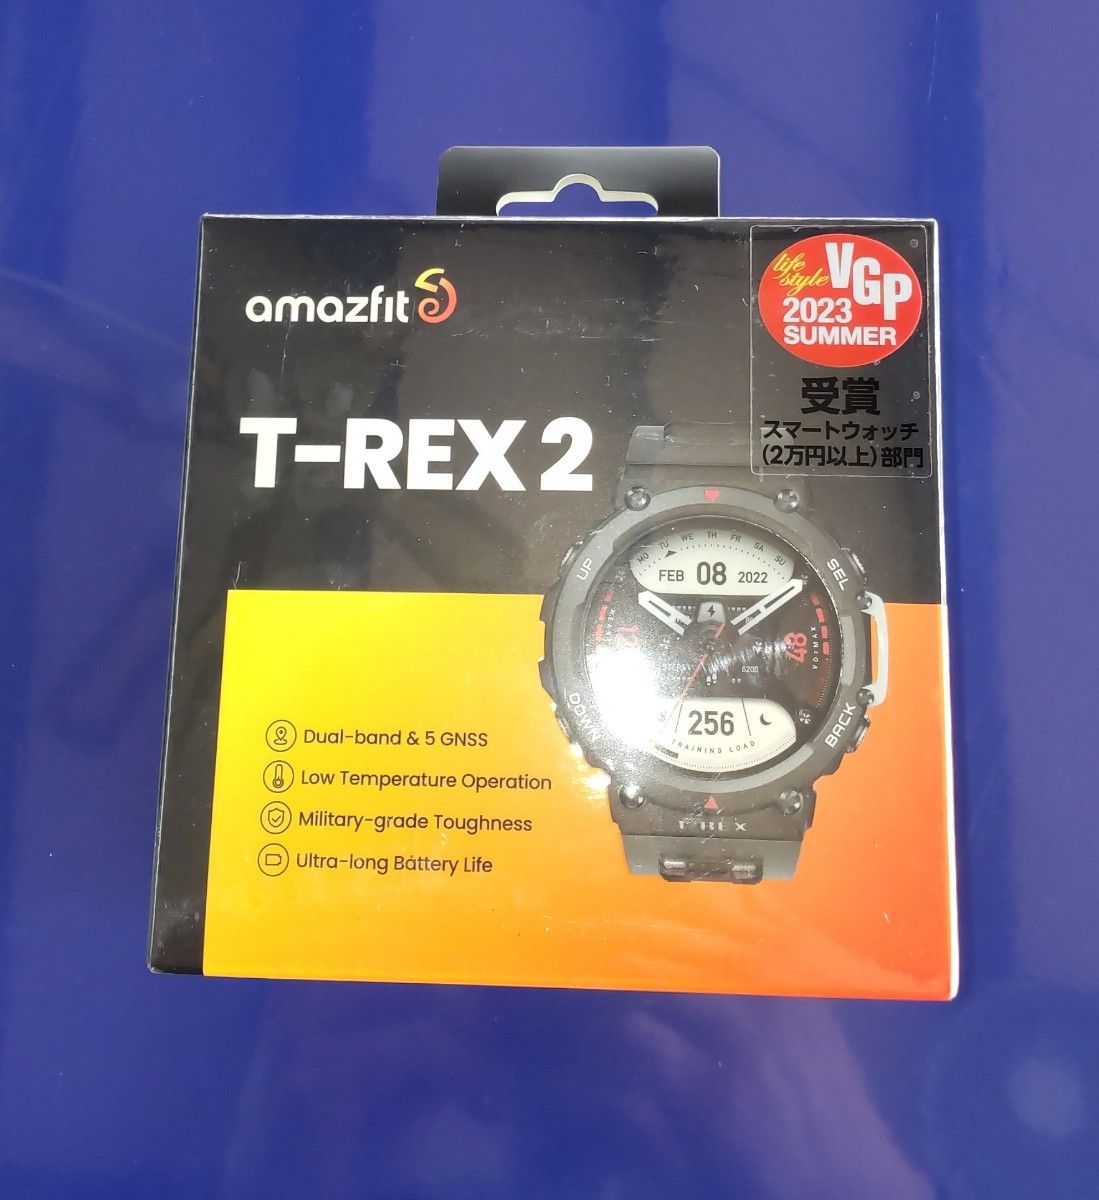 amazfit
life style VGP
2023
SUMMER
受賞
スマートウォッチ
(2万円以上)部門
T-REX 2
UP
SEL
MO TU WE TH FR SA SU
FEB 08 2022
48
VO₂MAX
6200
256
TRAINING LOAD
DOWN
BACK
T-REX
Dual-band & 5 GNSS
Low Temperature Operation
Military-grade Toughness
Ultra-long Battery Life